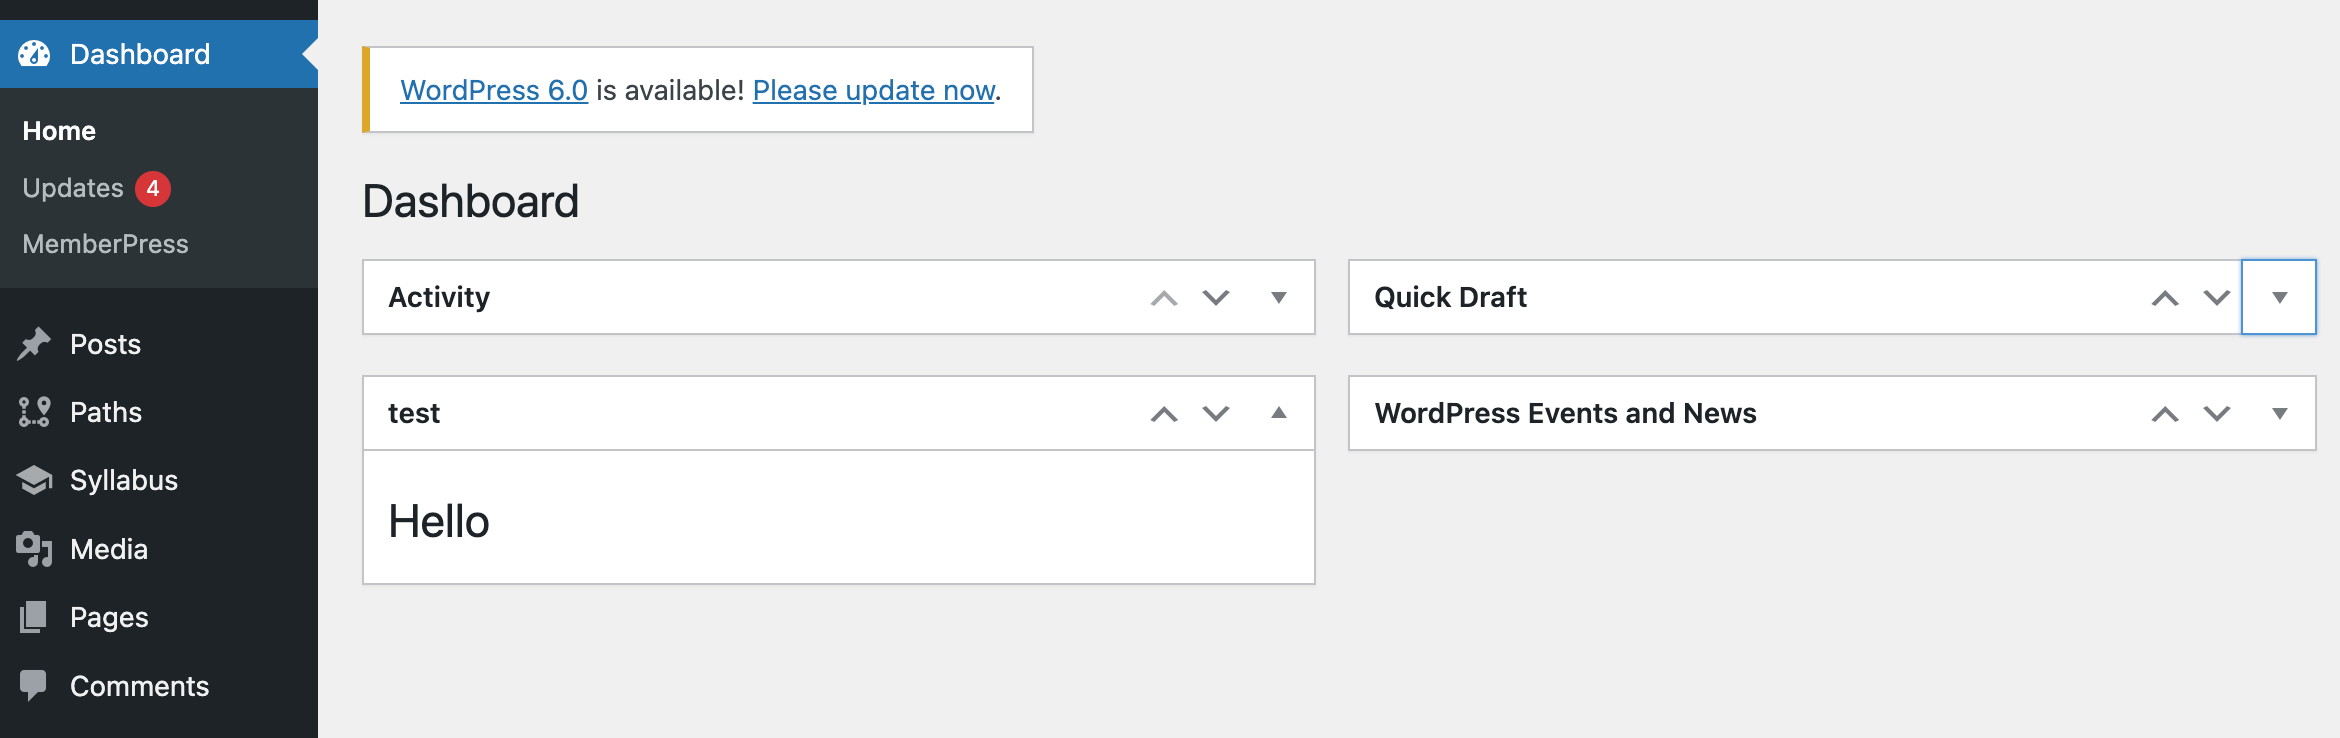 Dashboard
Home
Updates 4
MemberPress
Posts
Paths
Syllabus
Media
Pages
Comments
WordPress 6.0 is available! Please update now.
Dashboard
Activity
Quick Draft
test
WordPress Events and News
Hello